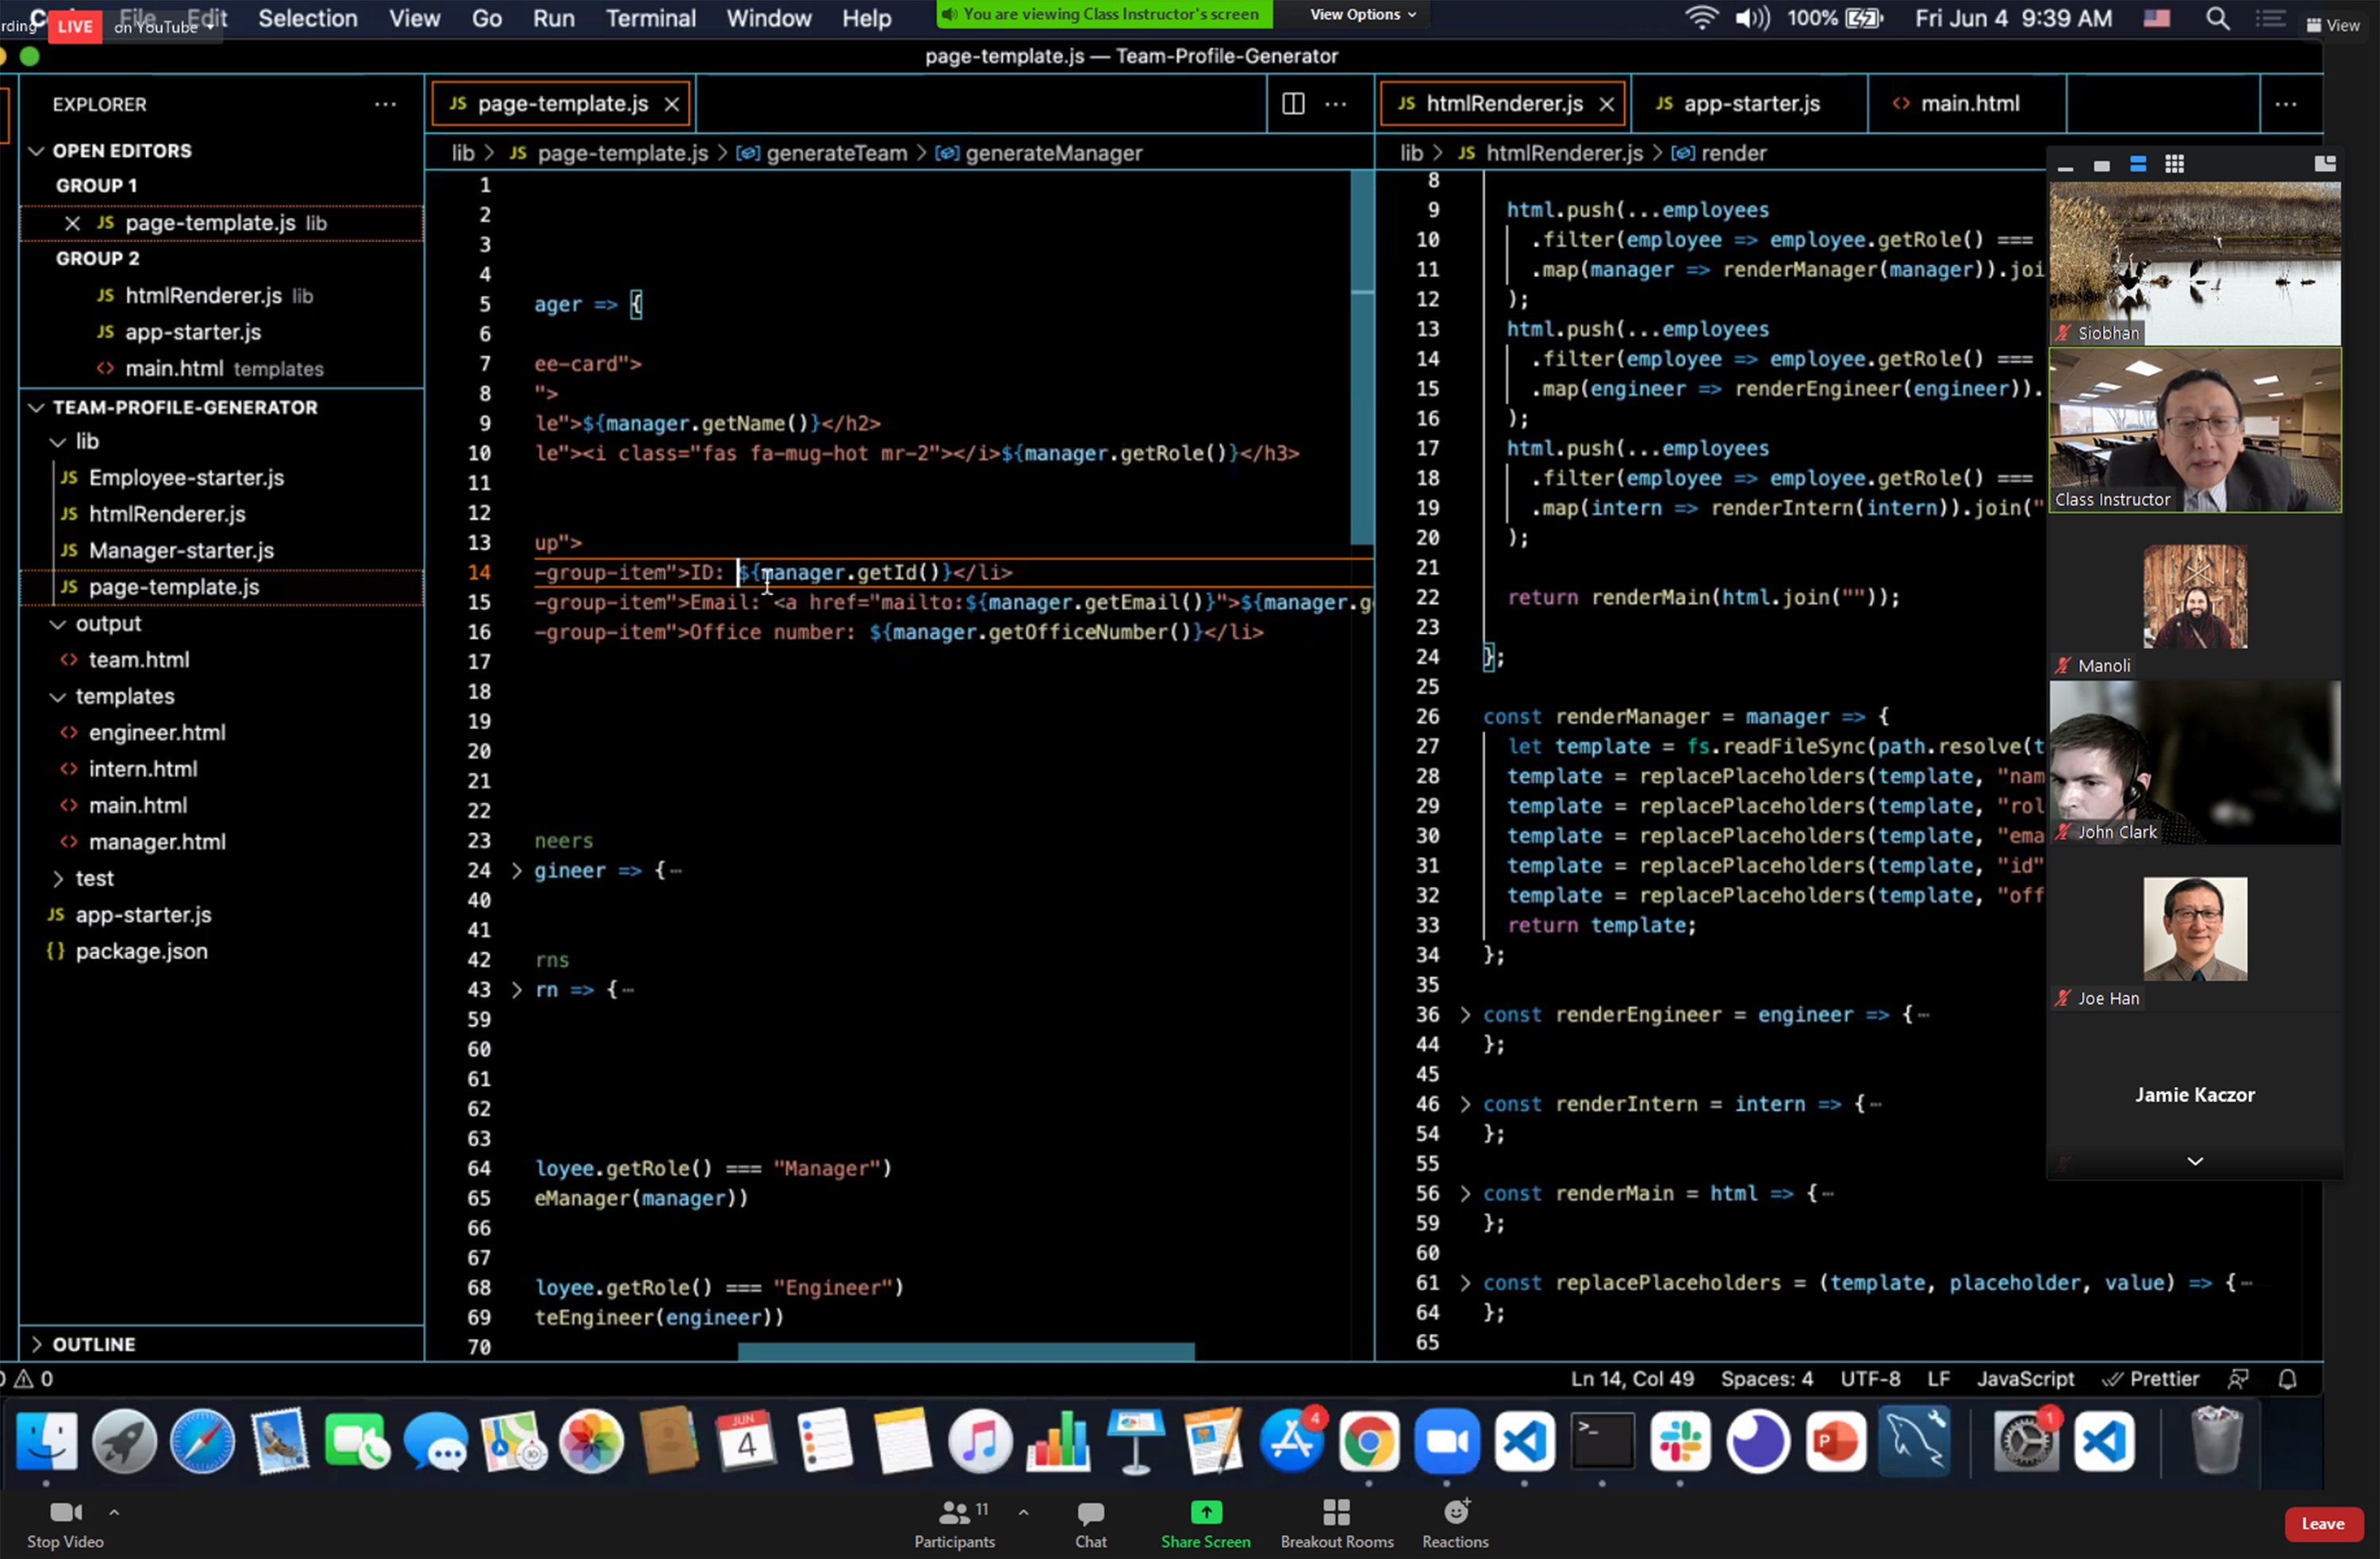 rding
LIVE
on YouTube
File Edit Selection View Go Run Terminal Window Help
You are viewing Class Instructor's screen
View Options
100%
Fri Jun 4 9:39 AM
View
page-template.js — Team-Profile-Generator
EXPLORER
OPEN EDITORS
GROUP 1
JS page-template.js lib
GROUP 2
JS htmlRenderer.js lib
JS app-starter.js
<> main.html templates
TEAM-PROFILE-GENERATOR
lib
JS Employee-starter.js
JS htmlRenderer.js
JS Manager-starter.js
JS page-template.js
output
<> team.html
templates
<> engineer.html
<> intern.html
<> main.html
<> manager.html
test
JS app-starter.js
{} package.json
OUTLINE
JS page-template.js
lib > JS page-template.js > generateTeam > generateManager
1
2
3
4
5 ager => {
6
7 ee-card">
8 ">
9 le">${manager.getName()}</h2>
10 le"><i class="fas fa-mug-hot mr-2"></i>${manager.getRole()}</h3>
11
12
13 up">
14 -group-item">ID: ${manager.getId()}</li>
15 -group-item">Email: <a href="mailto:${manager.getEmail()}">${manager.g
16 -group-item">Office number: ${manager.getOfficeNumber()}</li>
17
18
19
20
21
22
23 neers
24 > gineer => {
40
41
42 rns
43 > rn => {
59
60
61
62
63
64 loyee.getRole() === "Manager")
65 eManager(manager))
66
67
68 loyee.getRole() === "Engineer")
69 teEngineer(engineer))
70
JS htmlRenderer.js
JS app-starter.js
<> main.html
lib > JS htmlRenderer.js > render
8
9 html.push(...employees
10 .filter(employee => employee.getRole() ===
11 .map(manager => renderManager(manager)).joi
12 );
13 html.push(...employees
14 .filter(employee => employee.getRole() ===
15 .map(engineer => renderEngineer(engineer)).
16 );
17 html.push(...employees
18 .filter(employee => employee.getRole() ===
19 .map(intern => renderIntern(intern)).join("
20 );
21
22 return renderMain(html.join(""));
23
24 };
25
26 const renderManager = manager => {
27 let template = fs.readFileSync(path.resolve(t
28 template = replacePlaceholders(template, "nam
29 template = replacePlaceholders(template, "rol
30 template = replacePlaceholders(template, "ema
31 template = replacePlaceholders(template, "id"
32 template = replacePlaceholders(template, "off
33 return template;
34 };
35
36 > const renderEngineer = engineer => {
44 };
45
46 > const renderIntern = intern => {
54 };
55
56 > const renderMain = html => {
59 };
60
61 > const replacePlaceholders = (template, placeholder, value) => {
64 };
65
Siobhan
Class Instructor
Manoli
John Clark
Joe Han
Jamie Kaczor
0
Ln 14, Col 49
Spaces: 4
UTF-8
LF
JavaScript
Prettier
JUN
4
4
1
Stop Video
11
Participants
Chat
Share Screen
Breakout Rooms
Reactions
Leave